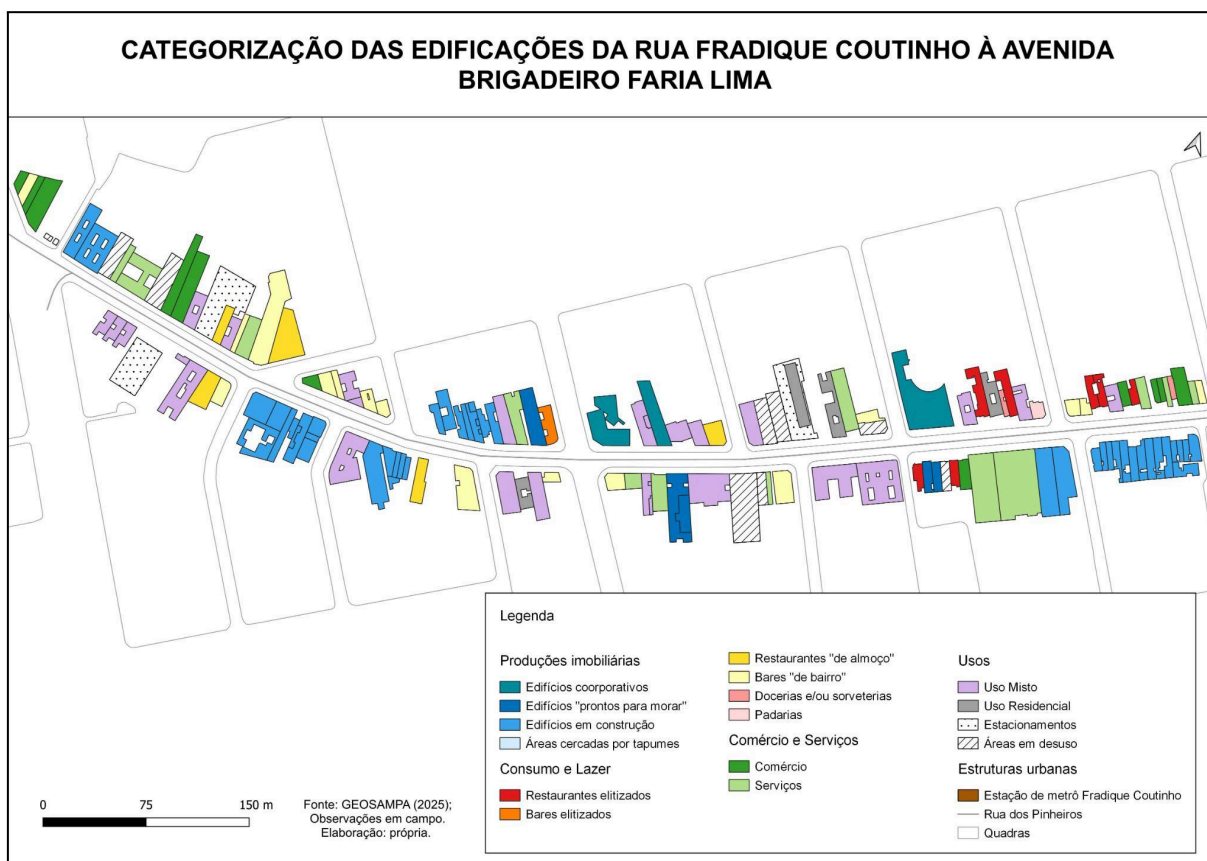 CATEGORIZAÇÃO DAS EDIFICAÇÕES DA RUA FRADIQUE COUTINHO À AVENIDA
BRIGADEIRO FARIA LIMA
Legenda
Produções imobiliárias
Edifícios coorporativos
Edifícios "prontos para morar"
Edifícios em construção
Áreas cercadas por tapumes
Consumo e Lazer
Restaurantes elitizados
Bares elitizados
Restaurantes "de almoço"
Bares "de bairro"
Docerias e/ou sorveterias
Padarias
Comércio e Serviços
Comércio
Serviços
Usos
Uso Misto
Uso Residencial
Estacionamentos
Áreas em desuso
Estruturas urbanas
Estação de metrô Fradique Coutinho
Rua dos Pinheiros
Quadras
0 75 150 m
Fonte: GEOSAMPA (2025);
Observações em campo.
Elaboração: própria.